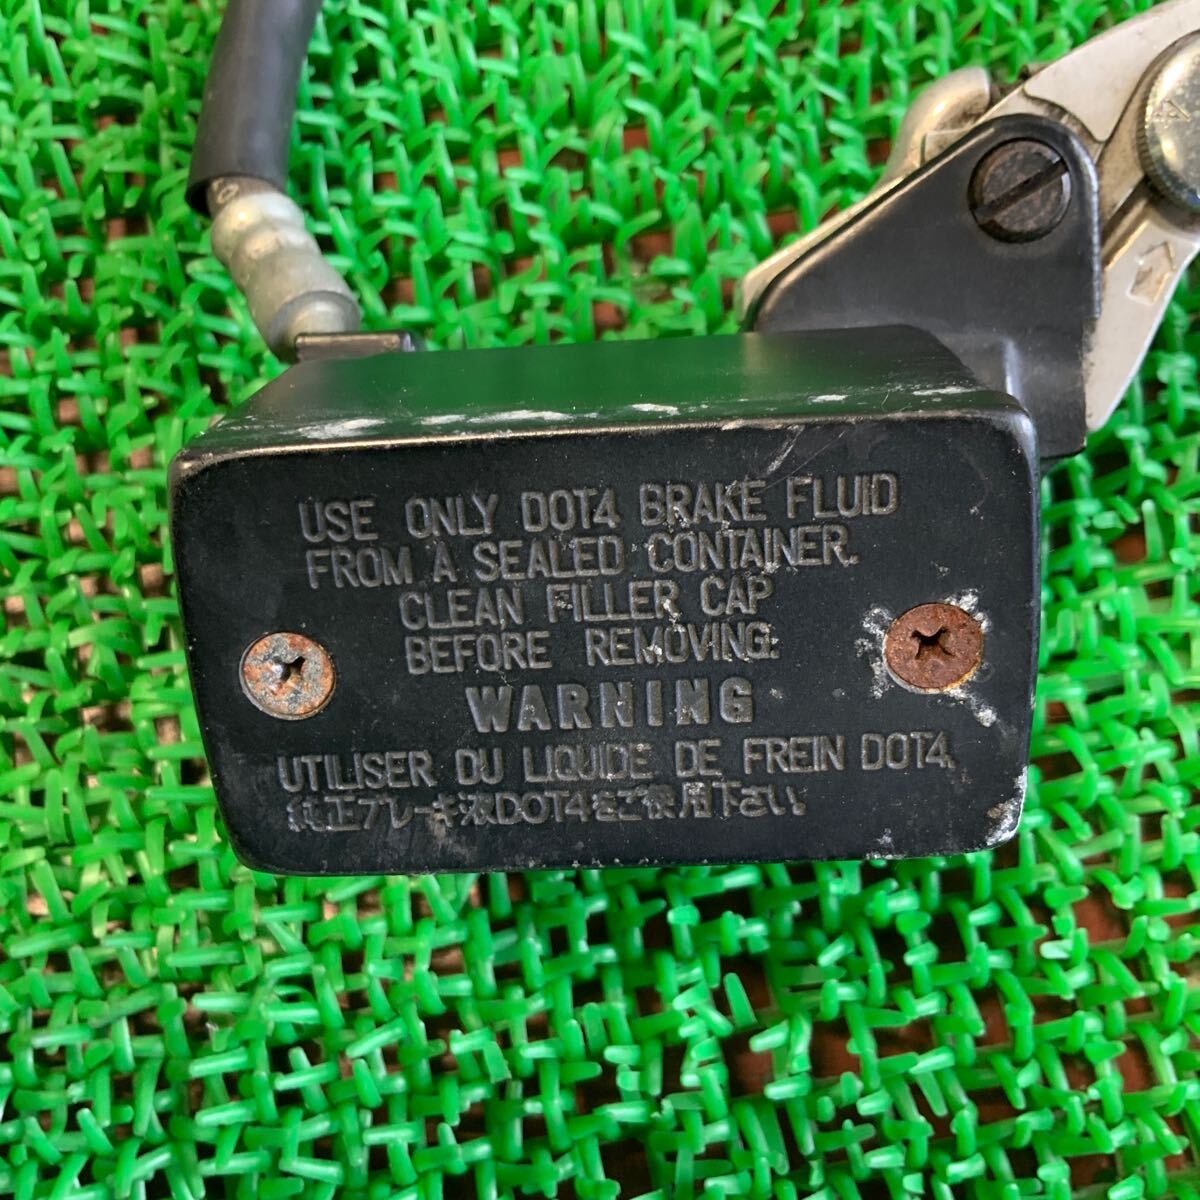 USE ONLY DOT4 BRAKE FLUID
FROM A SEALED CONTAINER.
CLEAN FILLER CAP
BEFORE REMOVING.
WARNING
UTILISER DU LIQUIDE DE FREIN DOT4.
純正ブレーキ液DOT4をご使用下さい
4